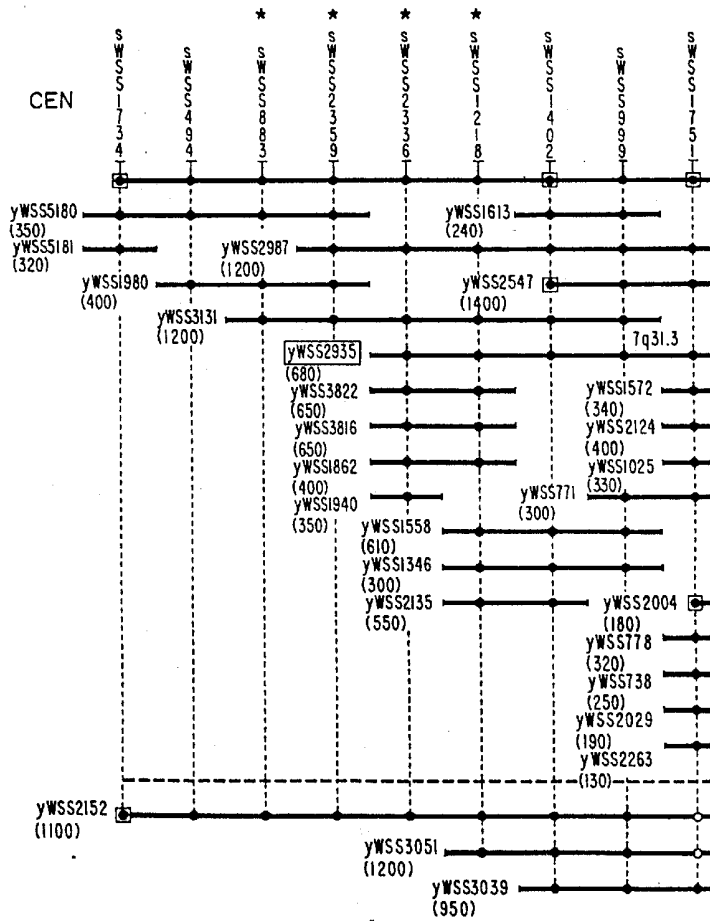 * * * *
sWSS1734 sWSS494 sWSS883 sWSS2359 sWSS2336 sWSS1218 sWSS1402 sWSS999 sWSS1751
CEN
yWSS5180 yWSS1613
(350) (240)
yWSS5181 yWSS2987
(320) (1200)
yWSS1980 yWSS2547
(400) (1400)
yWSS3131
(1200) 7q31.3
yWSS2935
(680)
yWSS3822 yWSS1572
(650) (340)
yWSS3816 yWSS2124
(650) (400)
yWSS1862 yWSS1025
(400) (330)
yWSS1940 yWSS771
(350) (300)
yWSS1558
(610)
yWSS1346
(300)
yWSS2135 yWSS2004
(550) (180)
yWSS778
(320)
yWSS738
(250)
yWSS2029
(190)
yWSS2263
(130)
yWSS2152
(1100)
yWSS3051
(1200)
yWSS3039
(950)